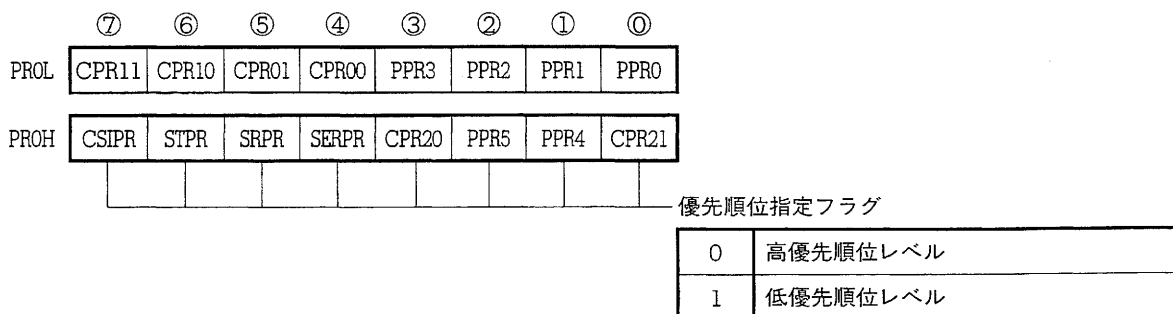 ⑦ ⑥ ⑤ ④ ③ ② ① ⓪
PR0L CPR11 CPR10 CPR01 CPR00 PPR3 PPR2 PPR1 PPR0
PR0H CSIPR STPR SRPR SERPR CPR20 PPR5 PPR4 CPR21
優先順位指定フラグ
0 高優先順位レベル
1 低優先順位レベル